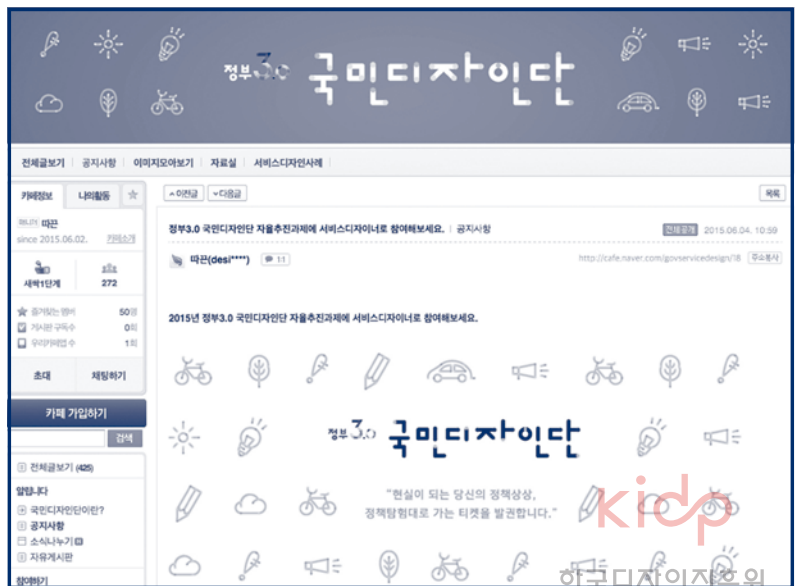 정부3.0 국민디자인단
전체글보기 공지사항 이미지모아보기 자료실 서비스디자인사례
카페정보 나의활동
이전글 다음글 목록
매니저 따끈
since 2015.06.02. 카페소개
정부3.0 국민디자인단 자율추진과제에 서비스디자이너로 참여해보세요. | 공지사항 전체공개 2015.06.04. 10:59
따끈(desi****) 1:1 http://cafe.naver.com/govservicedesign/18 주소복사
새싹1단계 272
즐겨찾는 멤버 50명
게시판 구독수 0회
우리카페앱 수 1회
2015년 정부3.0 국민디자인단 자율추진과제에 서비스디자이너로 참여해보세요.
초대 채팅하기
카페 가입하기
검색
정부3.0 국민디자인단
전체글보기 (425)
알립니다
국민디자인단이란?
공지사항
소식나누기
자유게시판
참여하기
"현실이 되는 당신의 정책상상,
정책탐험대로 가는 티켓을 발권합니다."
kidp
한국디자인진흥원